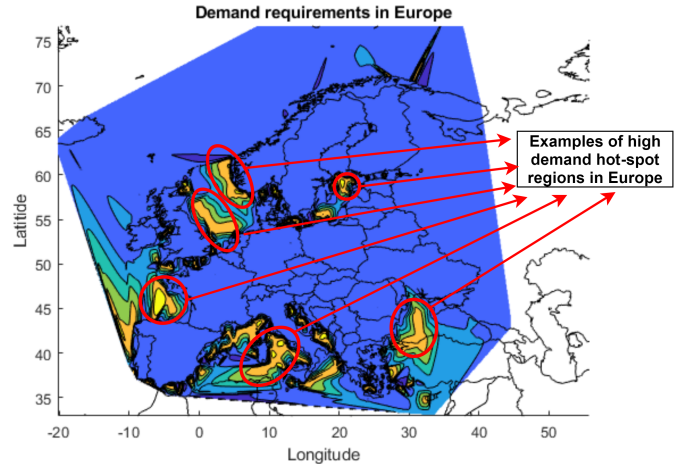 Demand requirements in Europe
75
70
65
60
55
50
45
40
35
Latitide
-20
-10
0
10
20
30
40
50
Longitude
Examples of high
demand hot-spot
regions in Europe